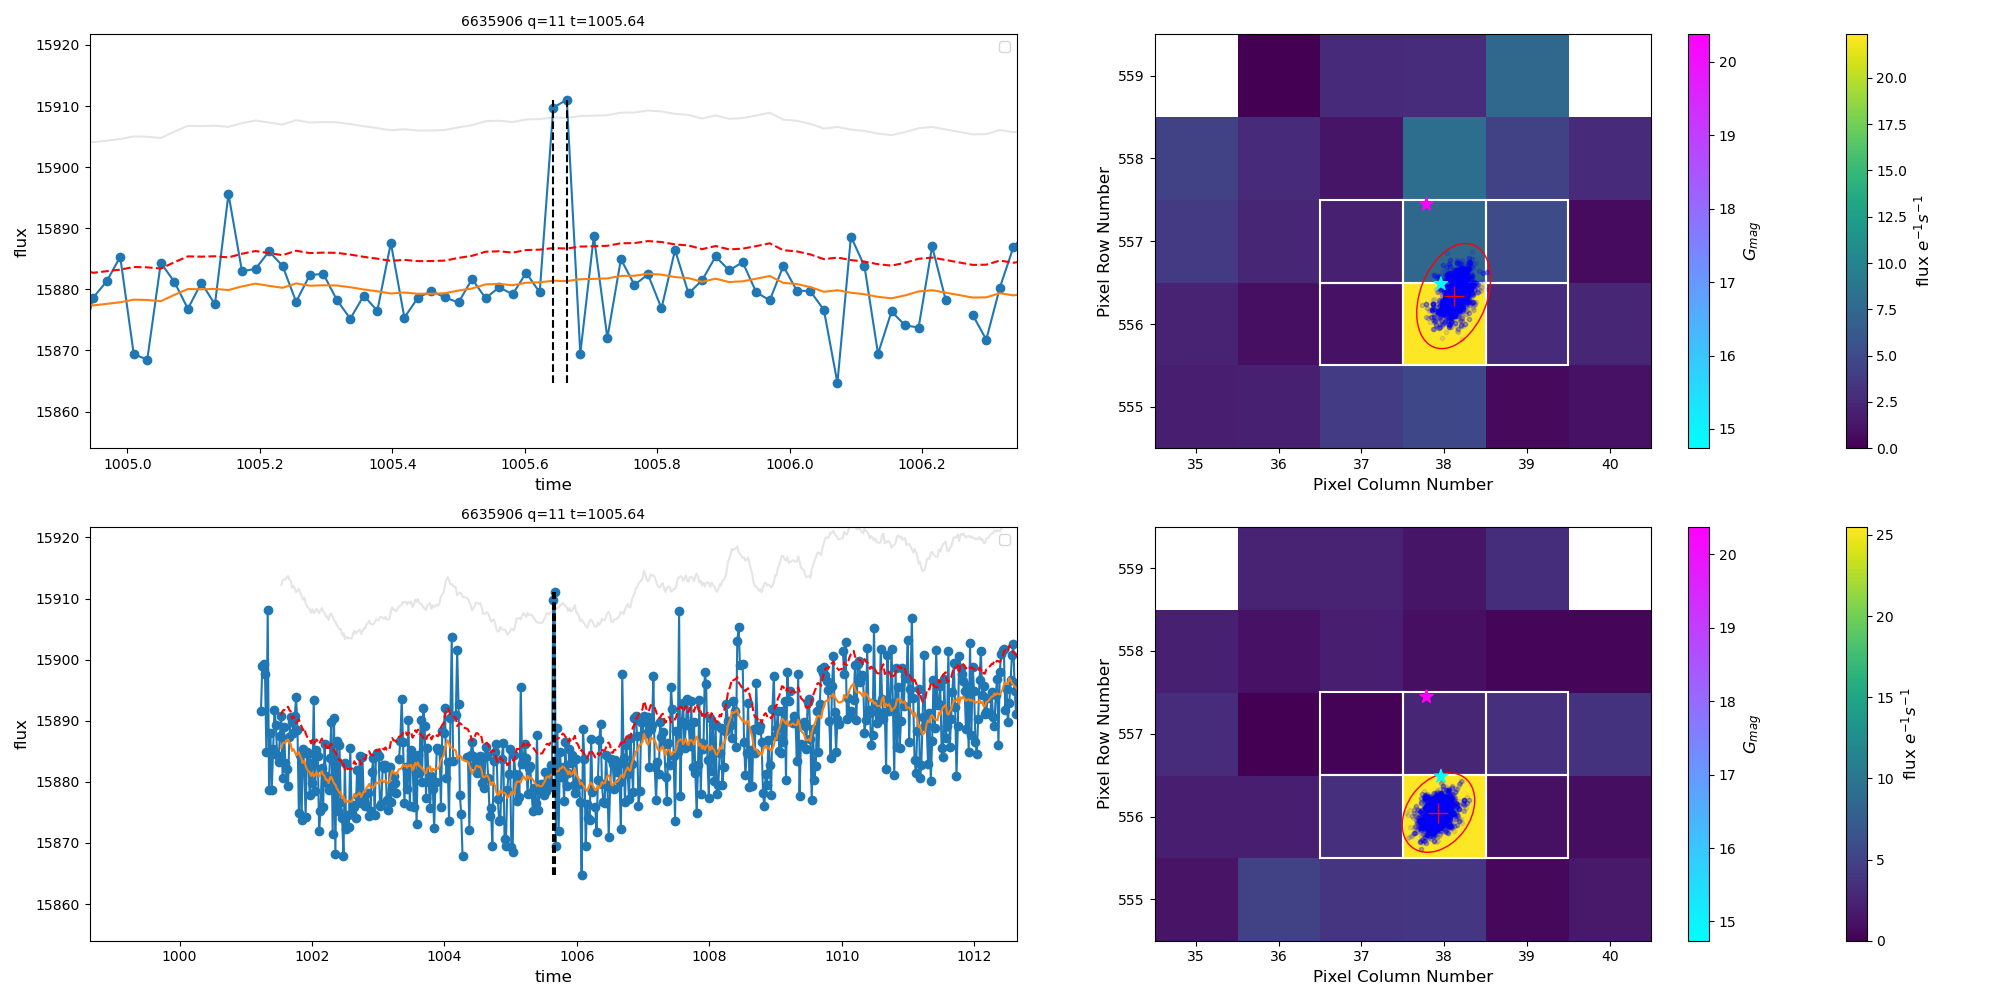 6635906 q=11 t=1005.64
flux
15920
15910
15900
15890
15880
15870
15860
1005.0 1005.2 1005.4 1005.6 1005.8 1006.0 1006.2
time
Pixel Row Number
559
558
557
556
555
35 36 37 38 39 40
Pixel Column Number
20
19
18
17
16
15
G_mag
20.0
17.5
15.0
12.5
10.0
7.5
5.0
2.5
0.0
flux e⁻¹s⁻¹
6635906 q=11 t=1005.64
flux
15920
15910
15900
15890
15880
15870
15860
1000 1002 1004 1006 1008 1010 1012
time
Pixel Row Number
559
558
557
556
555
35 36 37 38 39 40
Pixel Column Number
20
19
18
17
16
15
G_mag
25
20
15
10
5
0
flux e⁻¹s⁻¹